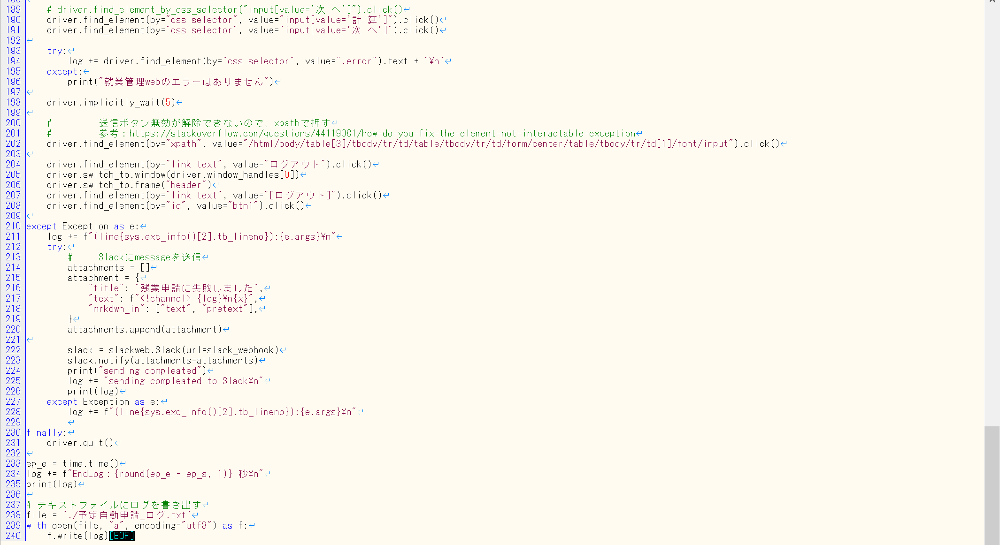 189     # driver.find_element_by_css_selector("input[value='次 へ']").click()↵
190     driver.find_element(by="css selector", value="input[value='計 算']").click()↵
191     driver.find_element(by="css selector", value="input[value='次 へ']").click()↵
192 ↵
193     try:↵
194         log += driver.find_element(by="css selector", value=".error").text + "¥n"↵
195     except:↵
196         print("就業管理webのエラーはありません")↵
197 ↵
198     driver.implicitly_wait(5)↵
199 ↵
200     #         送信ボタン無効が解除できないので、xpathで押す↵
201     #         参考：https://stackoverflow.com/questions/44119081/how-do-you-fix-the-element-not-interactable-exception↵
202     driver.find_element(by="xpath", value="/html/body/table[3]/tbody/tr/td/table/tbody/tr/td/form/center/table/tbody/tr/td[1]/font/input").click()↵
203 ↵
204     driver.find_element(by="link text", value="ログアウト").click()↵
205     driver.switch_to.window(driver.window_handles[0])↵
206     driver.switch_to.frame("header")↵
207     driver.find_element(by="link text", value="[ログアウト]").click()↵
208     driver.find_element(by="id", value="btn1").click()↵
209 ↵
210 except Exception as e:↵
211     log += f"(line{sys.exc_info()[2].tb_lineno}):{e.args}¥n"↵
212     try:↵
213         #     Slackにmessageを送信↵
214         attachments = []↵
215         attachment = {↵
216             "title": "残業申請に失敗しました",↵
217             "text": f"<!channel> {log}¥n{x}",↵
218             "mrkdwn_in": ["text", "pretext"],↵
219         }↵
220         attachments.append(attachment)↵
221 ↵
222         slack = slackweb.Slack(url=slack_webhook)↵
223         slack.notify(attachments=attachments)↵
224         print("sending compleated")↵
225         log += "sending compleated to Slack¥n"↵
226         print(log)↵
227     except Exception as e:↵
228         log += f"(line{sys.exc_info()[2].tb_lineno}):{e.args}¥n"↵
229         ↵
230 finally:↵
231     driver.quit()↵
232 ↵
233 ep_e = time.time()↵
234 log += f"EndLog：{round(ep_e - ep_s, 1)} 秒¥n"↵
235 print(log)↵
236 ↵
237 # テキストファイルにログを書き出す↵
238 file = "./予定自動申請_ログ.txt"↵
239 with open(file, "a", encoding="utf8") as f:↵
240     f.write(log)[EOF]